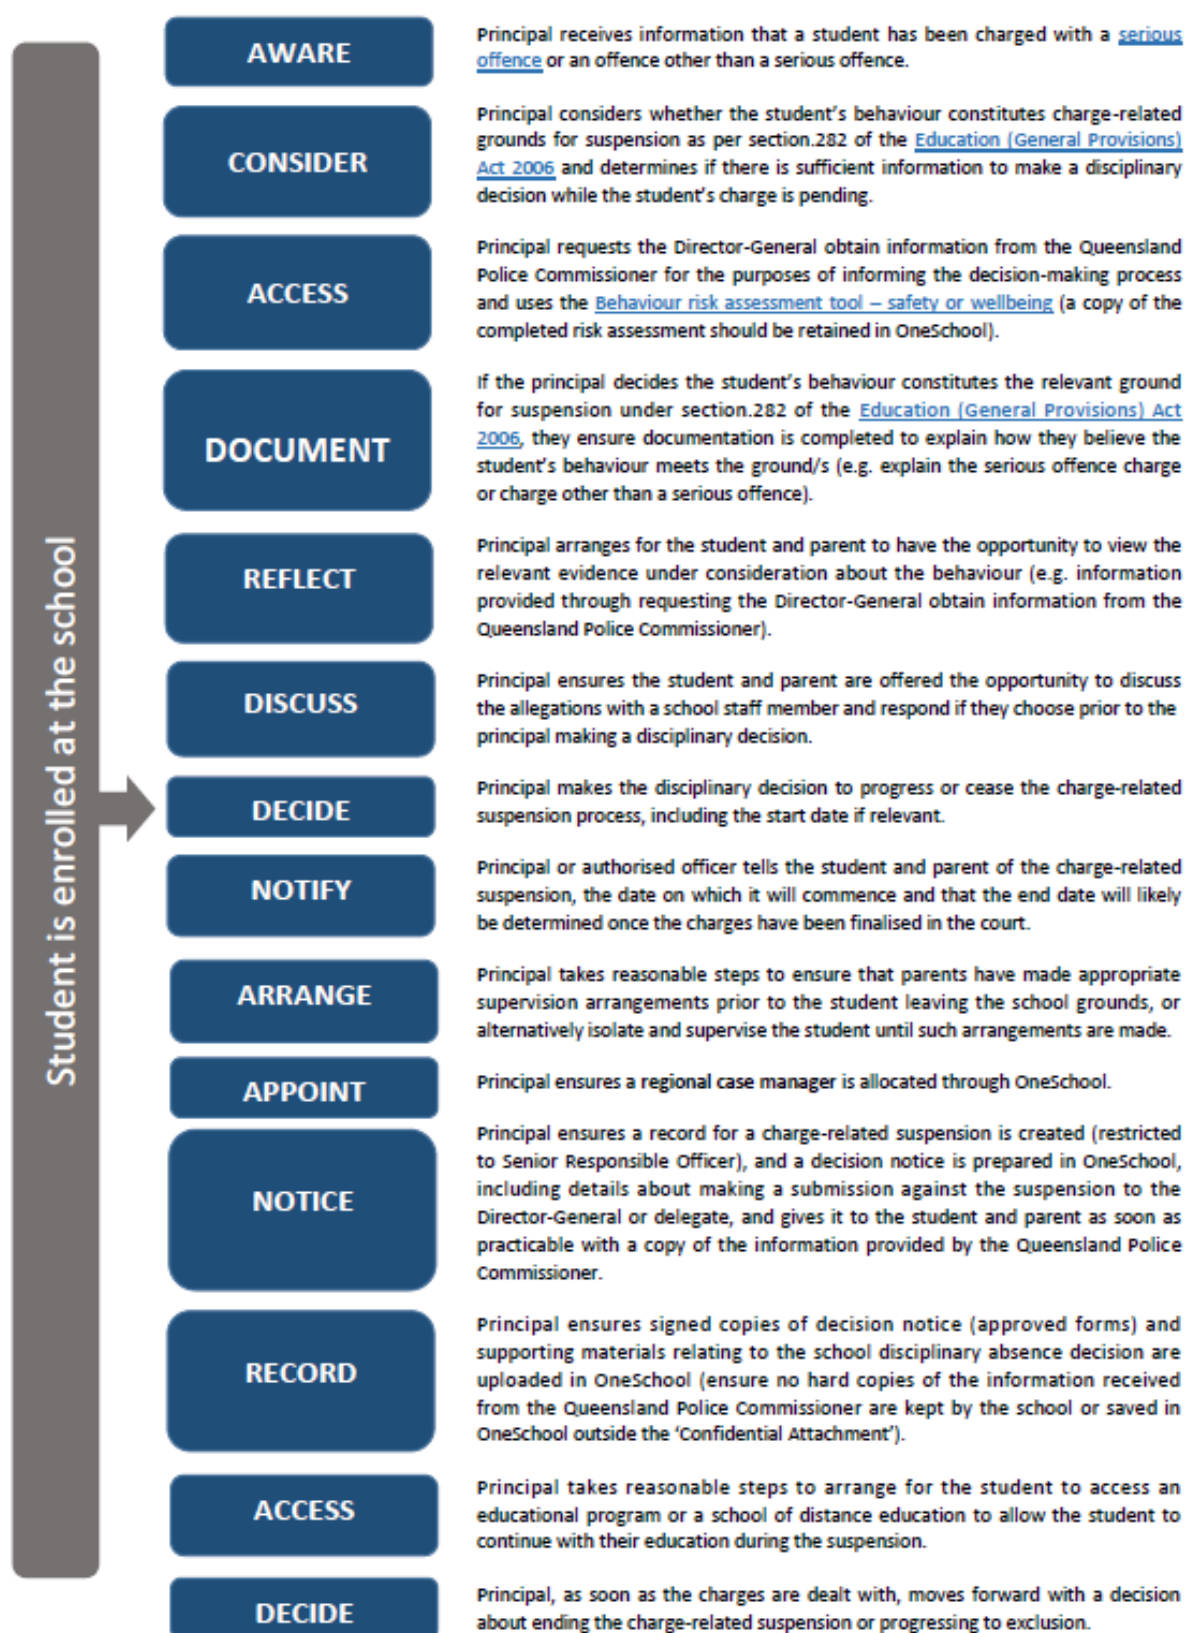 Student is enrolled at the school
AWARE
Principal receives information that a student has been charged with a serious
offence or an offence other than a serious offence.
CONSIDER
Principal considers whether the student's behaviour constitutes charge-related
grounds for suspension as per section.282 of the Education (General Provisions)
Act 2006 and determines if there is sufficient information to make a disciplinary
decision while the student's charge is pending.
ACCESS
Principal requests the Director-General obtain information from the Queensland
Police Commissioner for the purposes of informing the decision-making process
and uses the Behaviour risk assessment tool – safety or wellbeing (a copy of the
completed risk assessment should be retained in OneSchool).
DOCUMENT
If the principal decides the student's behaviour constitutes the relevant ground
for suspension under section.282 of the Education (General Provisions) Act
2006, they ensure documentation is completed to explain how they believe the
student's behaviour meets the ground/s (e.g. explain the serious offence charge
or charge other than a serious offence).
REFLECT
Principal arranges for the student and parent to have the opportunity to view the
relevant evidence under consideration about the behaviour (e.g. information
provided through requesting the Director-General obtain information from the
Queensland Police Commissioner).
DISCUSS
Principal ensures the student and parent are offered the opportunity to discuss
the allegations with a school staff member and respond if they choose prior to the
principal making a disciplinary decision.
DECIDE
Principal makes the disciplinary decision to progress or cease the charge-related
suspension process, including the start date if relevant.
NOTIFY
Principal or authorised officer tells the student and parent of the charge-related
suspension, the date on which it will commence and that the end date will likely
be determined once the charges have been finalised in the court.
ARRANGE
Principal takes reasonable steps to ensure that parents have made appropriate
supervision arrangements prior to the student leaving the school grounds, or
alternatively isolate and supervise the student until such arrangements are made.
APPOINT
Principal ensures a regional case manager is allocated through OneSchool.
NOTICE
Principal ensures a record for a charge-related suspension is created (restricted
to Senior Responsible Officer), and a decision notice is prepared in OneSchool,
including details about making a submission against the suspension to the
Director-General or delegate, and gives it to the student and parent as soon as
practicable with a copy of the information provided by the Queensland Police
Commissioner.
RECORD
Principal ensures signed copies of decision notice (approved forms) and
supporting materials relating to the school disciplinary absence decision are
uploaded in OneSchool (ensure no hard copies of the information received
from the Queensland Police Commissioner are kept by the school or saved in
OneSchool outside the 'Confidential Attachment').
ACCESS
Principal takes reasonable steps to arrange for the student to access an
educational program or a school of distance education to allow the student to
continue with their education during the suspension.
DECIDE
Principal, as soon as the charges are dealt with, moves forward with a decision
about ending the charge-related suspension or progressing to exclusion.